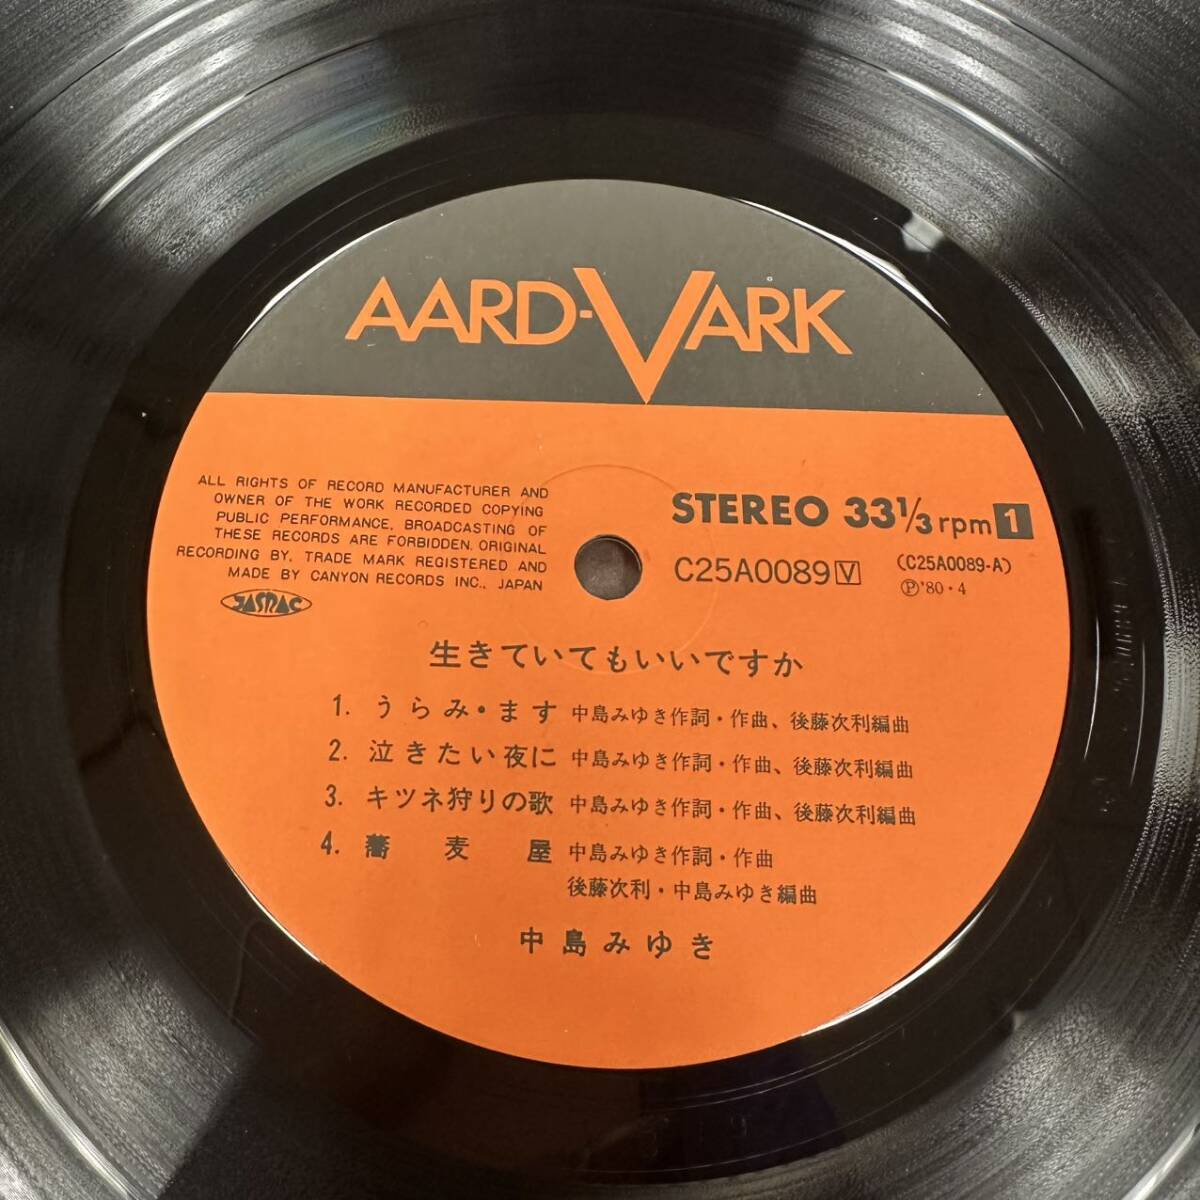 AARD-VARK
ALL RIGHTS OF RECORD MANUFACTURER AND
OWNER OF THE WORK RECORDED COPYING
PUBLIC PERFORMANCE, BROADCASTING OF
THESE RECORDS ARE FORBIDDEN. ORIGINAL
RECORDING BY, TRADE MARK REGISTERED AND
MADE BY CANYON RECORDS INC., JAPAN
JASRAC
STEREO 33⅓ rpm 1
C25A0089 V
(C25A0089-A)
Ⓟ'80・4
生きていてもいいですか
1. うらみ・ます 中島みゆき作詞・作曲、後藤次利編曲
2. 泣きたい夜に 中島みゆき作詞・作曲、後藤次利編曲
3. キツネ狩りの歌 中島みゆき作詞・作曲、後藤次利編曲
4. 蕎麦屋 中島みゆき作詞・作曲
後藤次利・中島みゆき編曲
中島みゆき